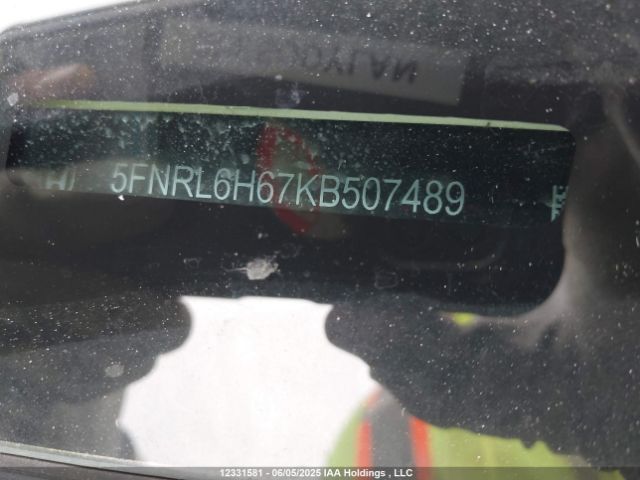 5FNRL6H67KB507489
12331581 - 06/05/2025 IAA Holdings , LLC